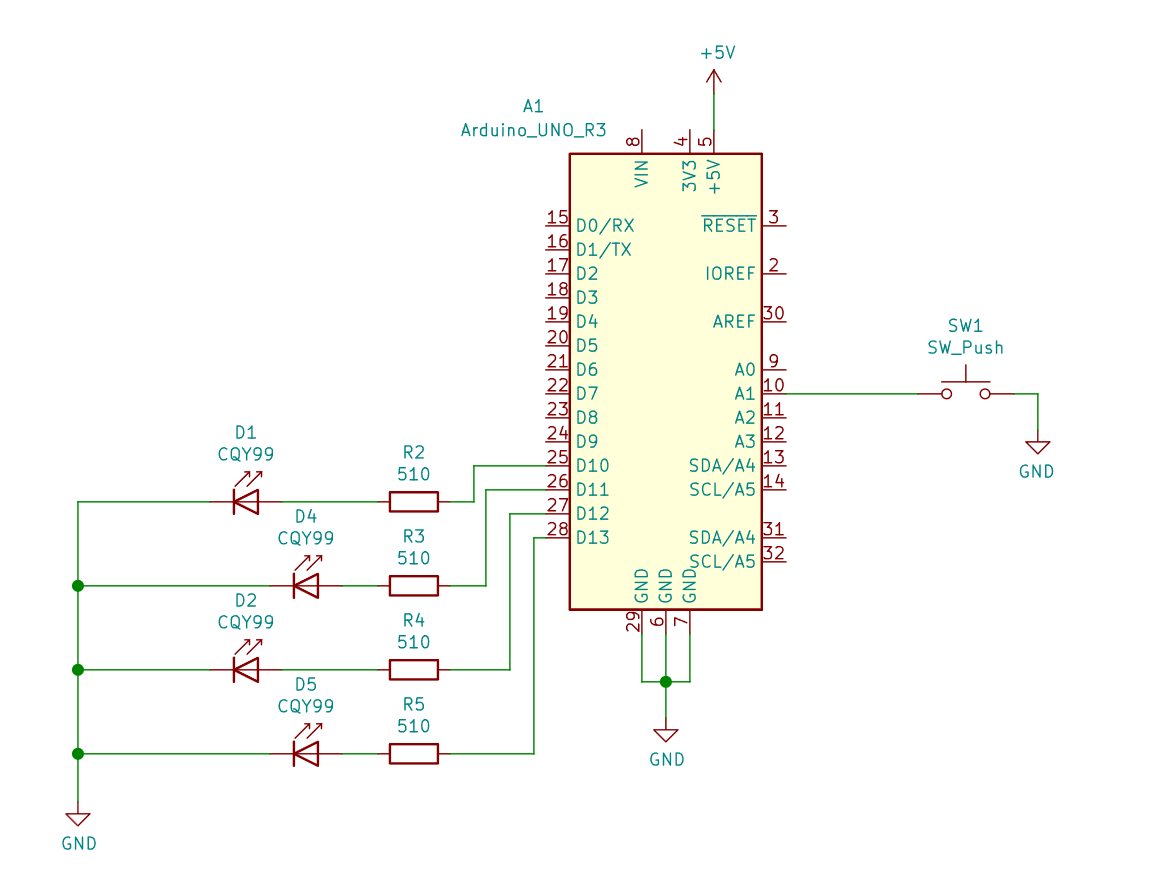 +5V
A1
Arduino_UNO_R3
8
4
5
VIN
3V3
+5V
15
D0/RX
RESET
3
16
D1/TX
17
D2
IOREF
2
18
D3
19
D4
AREF
30
20
D5
21
D6
A0
9
22
D7
A1
10
23
D8
A2
11
24
D9
A3
12
25
D10
SDA/A4
13
26
D11
SCL/A5
14
27
D12
28
D13
SDA/A4
31
SCL/A5
32
GND
GND
GND
29
6
7
GND
SW1
SW_Push
GND
D1
CQY99
R2
510
D4
CQY99
R3
510
D2
CQY99
R4
510
D5
CQY99
R5
510
GND